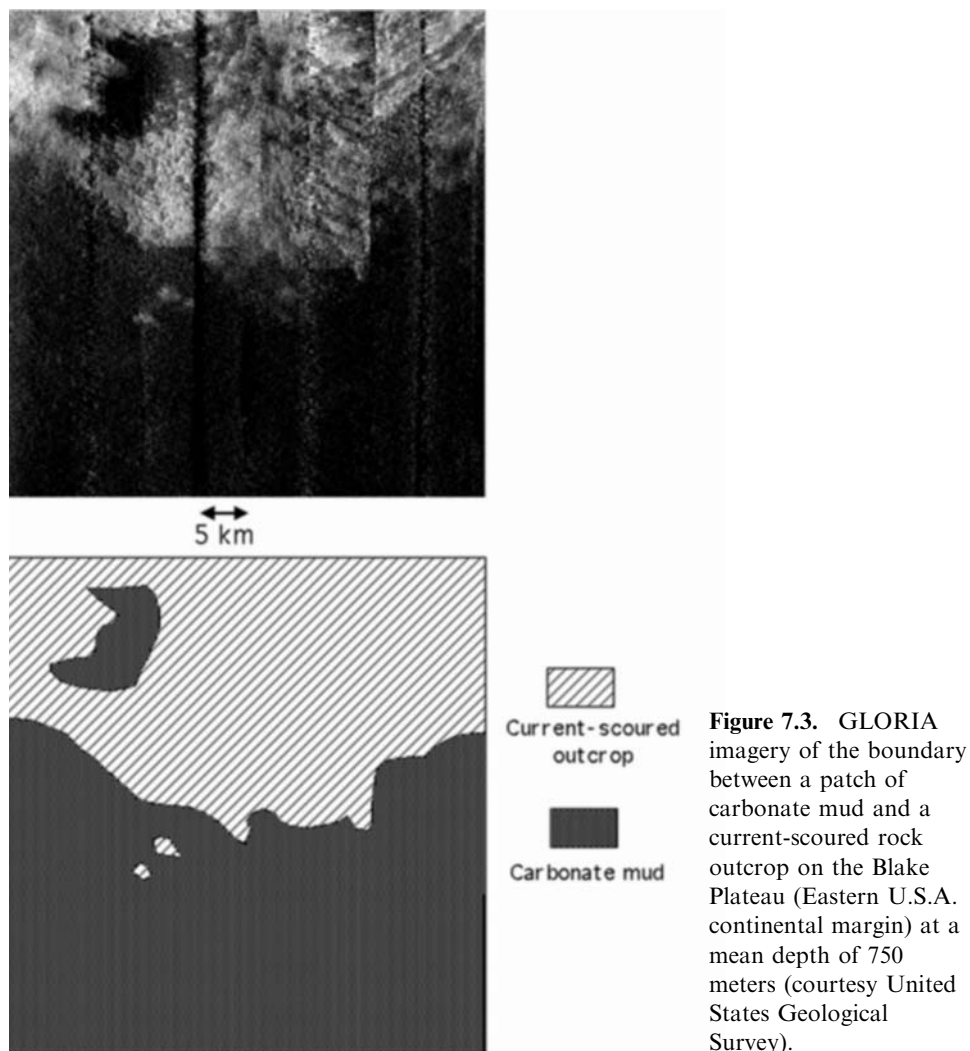 5 km
Current-scoured
outcrop
Carbonate mud
Figure 7.3. GLORIA
imagery of the boundary
between a patch of
carbonate mud and a
current-scoured rock
outcrop on the Blake
Plateau (Eastern U.S.A.
continental margin) at a
mean depth of 750
meters (courtesy United
States Geological
Survey).